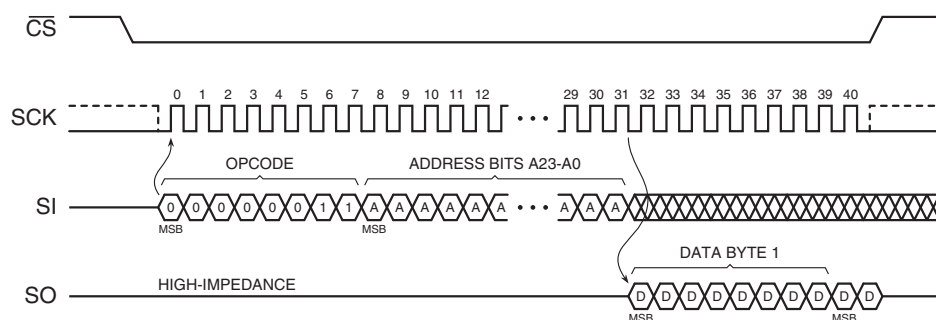 CS
SCK 0 1 2 3 4 5 6 7 8 9 10 11 12 29 30 31 32 33 34 35 36 37 38 39 40
OPCODE ADDRESS BITS A23-A0
SI 0 0 0 0 0 0 1 1 A A A A A A A A A
MSB MSB
DATA BYTE 1
SO HIGH-IMPEDANCE D D D D D D D D D D
MSB MSB